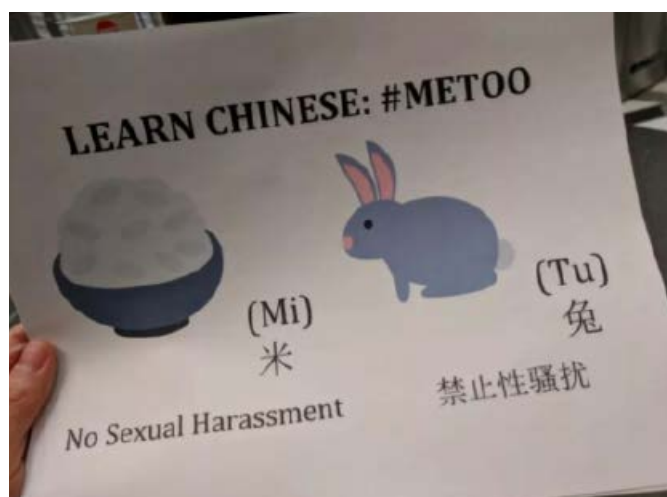 LEARN CHINESE: #METOO
(Mi)
米
(Tu)
兔
No Sexual Harassment
禁止性骚扰